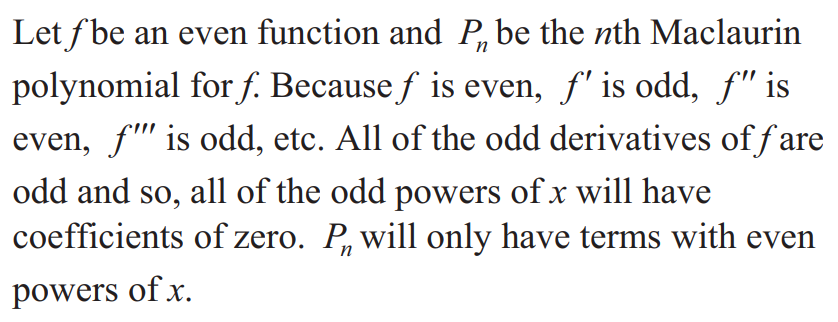 Let f be an even function and Pₙ be the nth Maclaurin
polynomial for f. Because f is even, f′ is odd, f″ is
even, f‴ is odd, etc. All of the odd derivatives of f are
odd and so, all of the odd powers of x will have
coefficients of zero. Pₙ will only have terms with even
powers of x.